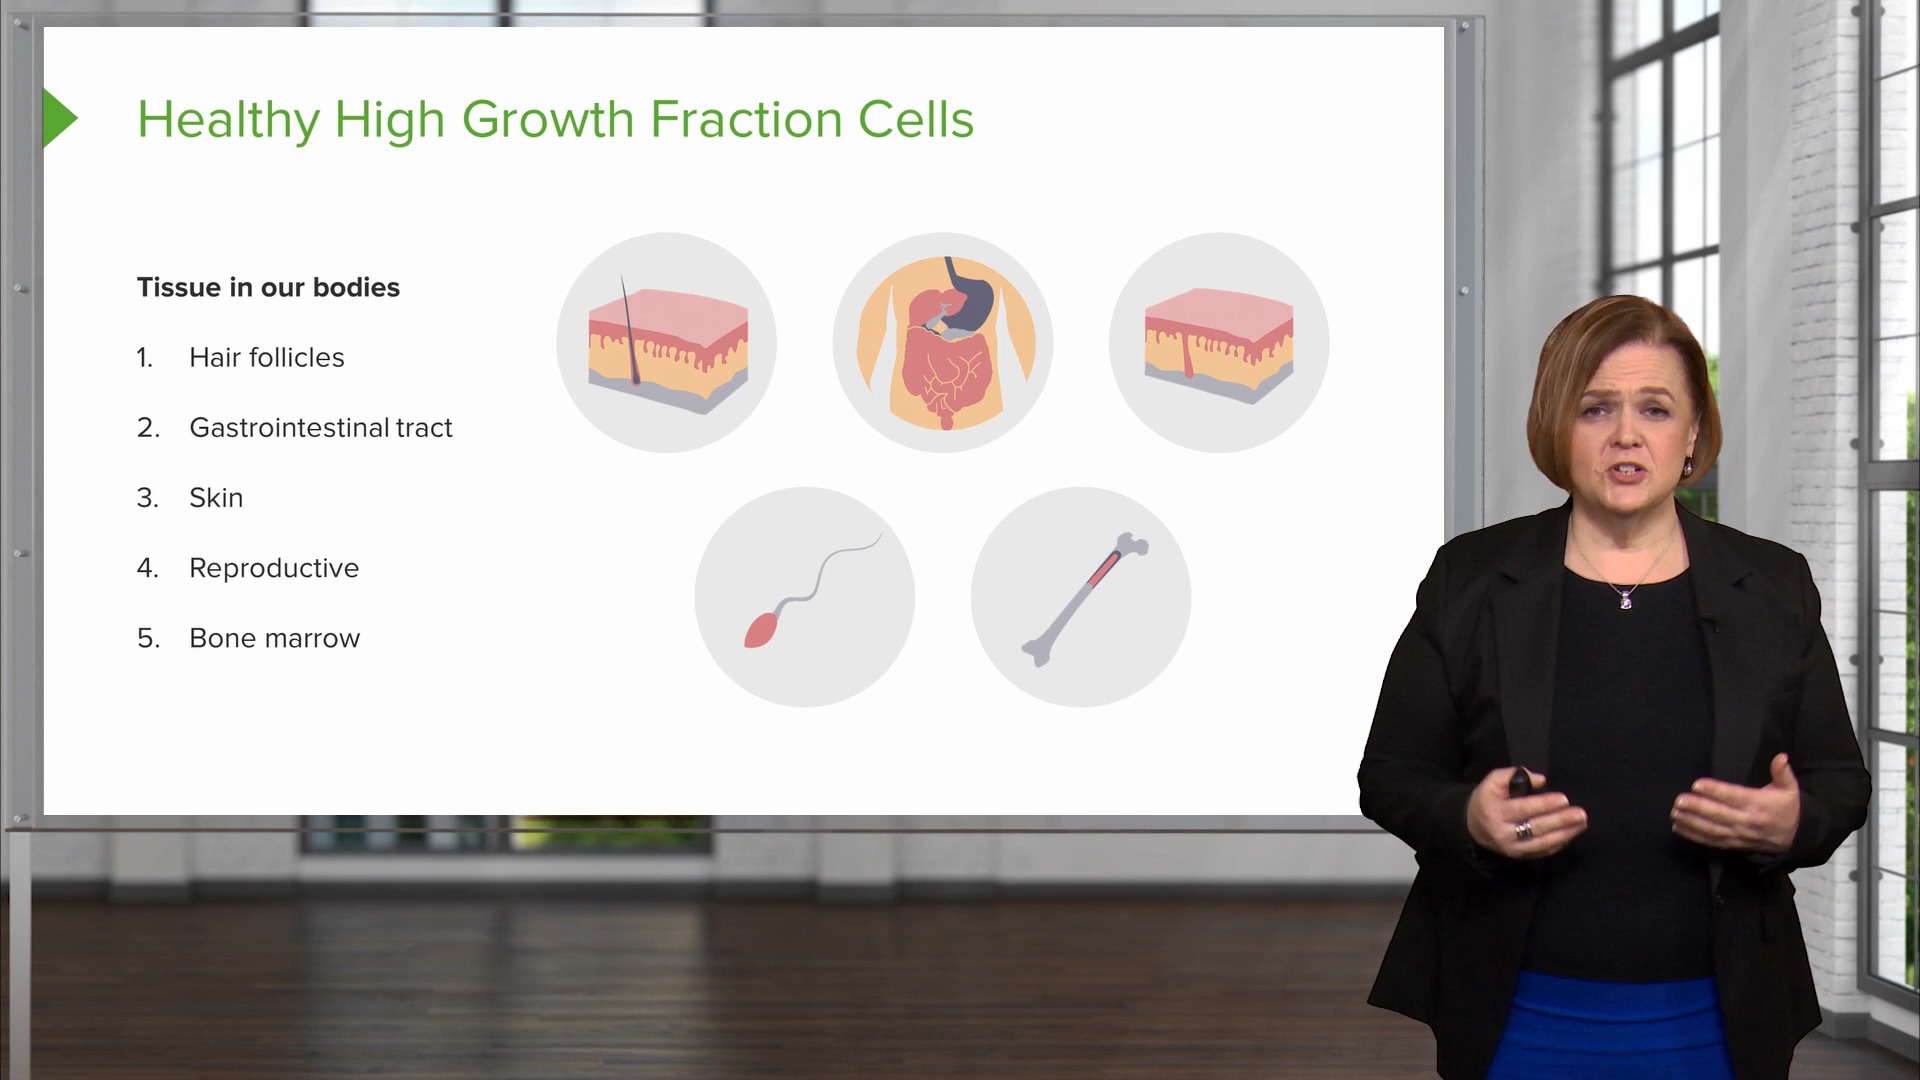 Healthy High Growth Fraction Cells
Tissue in our bodies
1. Hair follicles
2. Gastrointestinal tract
3. Skin
4. Reproductive
5. Bone marrow